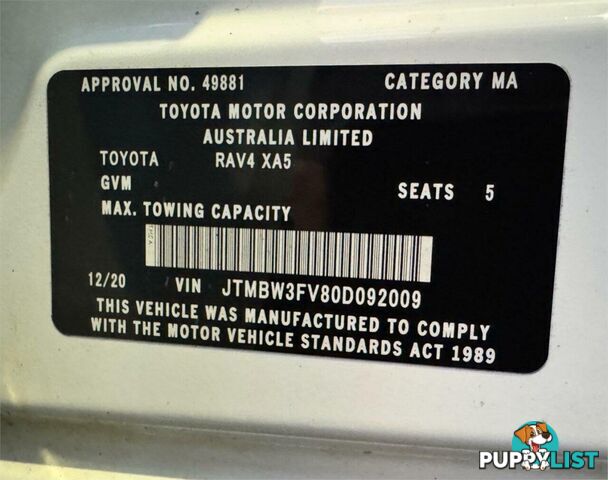 APPROVAL NO. 49881 CATEGORY MA
TOYOTA MOTOR CORPORATION
AUSTRALIA LIMITED
TOYOTA RAV4 XA5
GVM SEATS 5
MAX. TOWING CAPACITY
TMCA
12/20 VIN JTMBW3FV80D092009
THIS VEHICLE WAS MANUFACTURED TO COMPLY
WITH THE MOTOR VEHICLE STANDARDS ACT 1989
PUPPYLIST